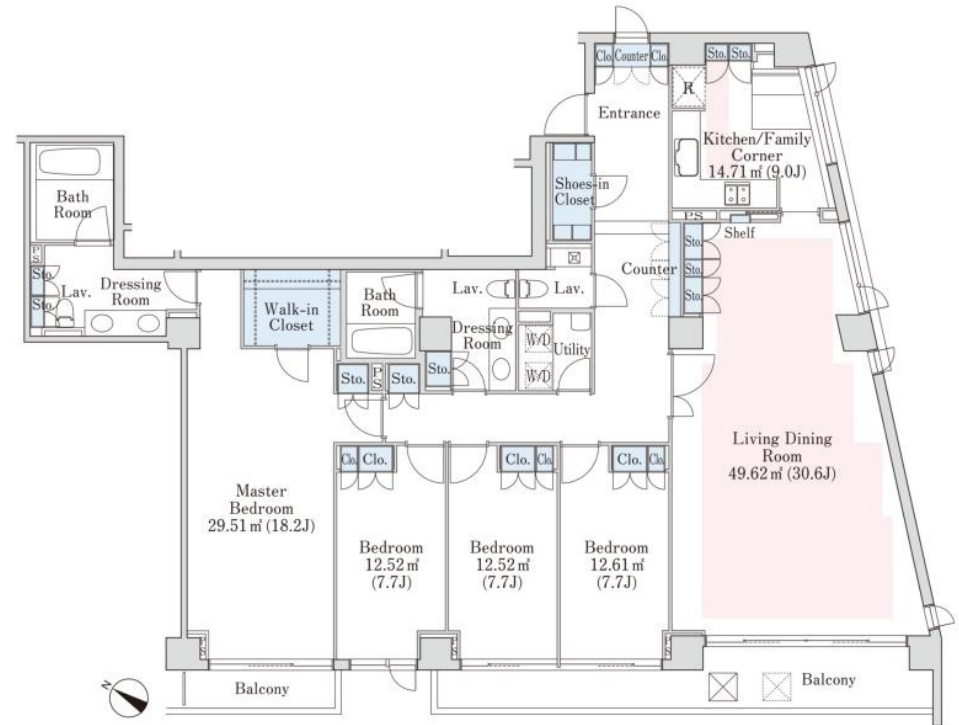 Clo.
Counter
Clo.
Sto.
Sto.
R
Entrance
Kitchen/Family
Corner
14.71㎡(9.0J)
Bath
Room
Shoes-in
Closet
PS
Shelf
Sto.
Sto.
Sto.
Counter
PS
Sto.
Sto.
Lav.
Dressing
Room
Walk-in
Closet
Bath
Room
Lav.
Lav.
Dressing
Room
W/D
W/D
Utility
Sto.
PS
Sto.
Sto.
Living Dining
Room
49.62㎡(30.6J)
Clo.
Clo.
Clo.
Clo.
Clo.
Clo.
Master
Bedroom
29.51㎡(18.2J)
Bedroom
12.52㎡
(7.7J)
Bedroom
12.52㎡
(7.7J)
Bedroom
12.61㎡
(7.7J)
PS
PS
PS
Balcony
Balcony
N